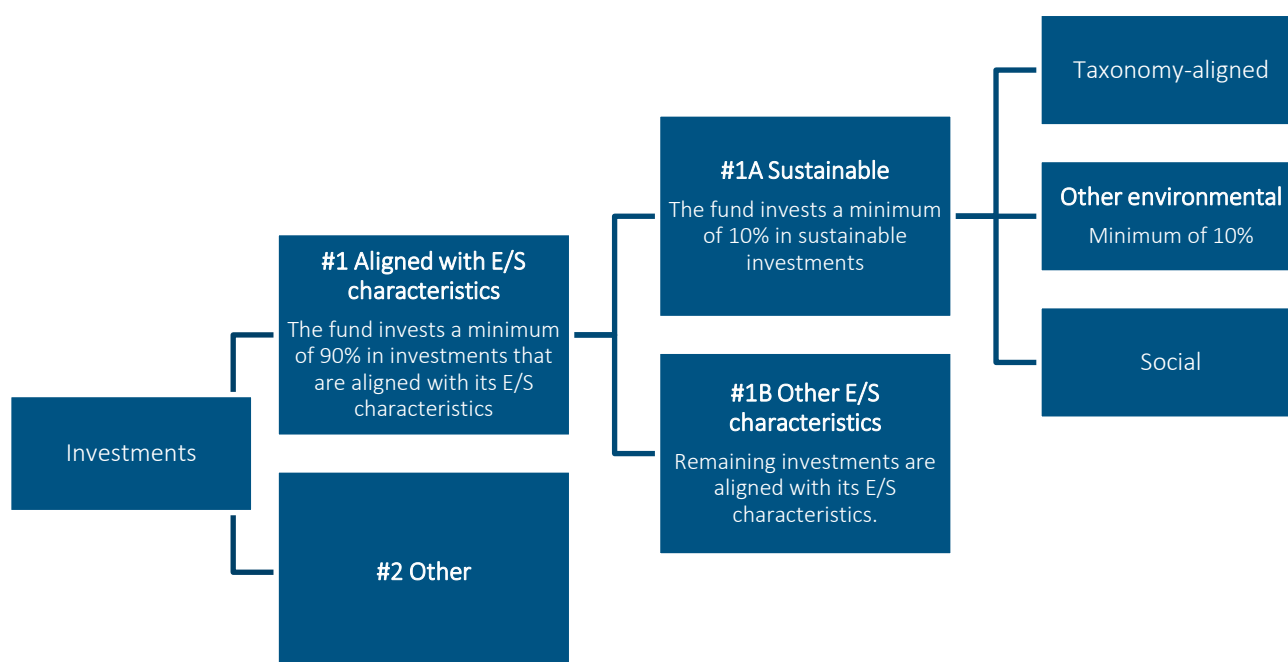 Investments
#1 Aligned with E/S
characteristics
The fund invests a minimum
of 90% in investments that
are aligned with its E/S
characteristics
#2 Other
#1A Sustainable
The fund invests a minimum
of 10% in sustainable
investments
#1B Other E/S
characteristics
Remaining investments are
aligned with its E/S
characteristics.
Taxonomy-aligned
Other environmental
Minimum of 10%
Social